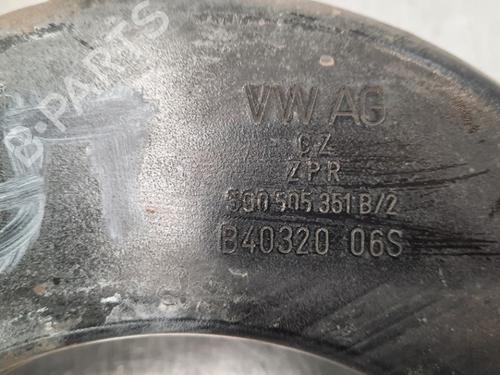 B-PARTS
VW AG
CZ
ZPR
5Q0 505 351 B/2
B40320 06S